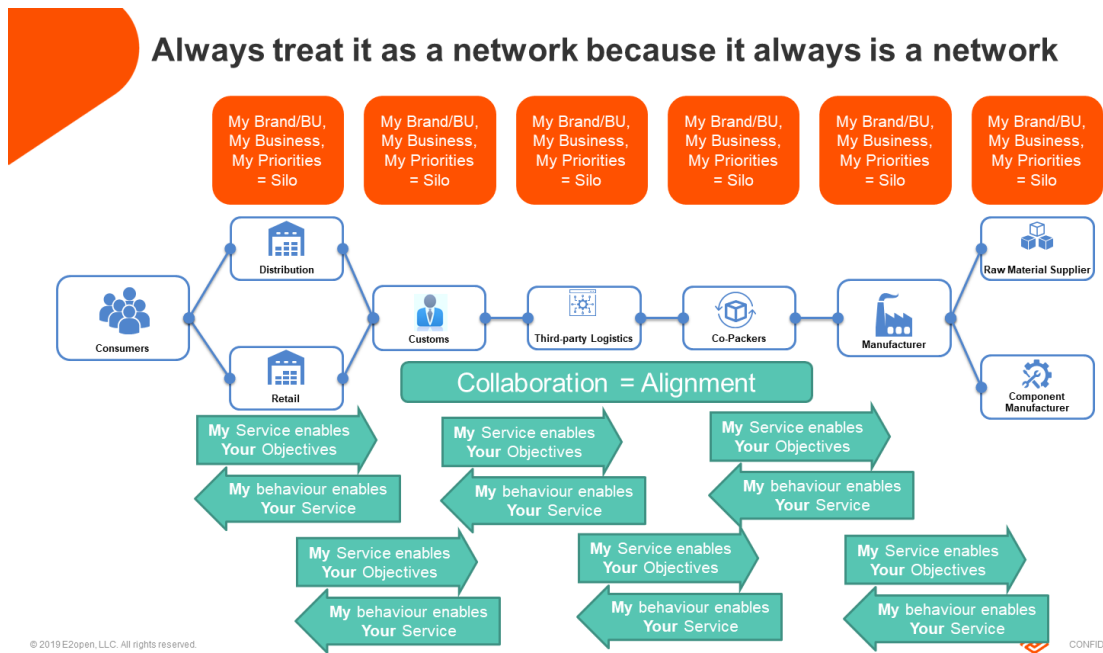 Always treat it as a network because it always is a network
My Brand/BU,
My Business,
My Priorities
= Silo
My Brand/BU,
My Business,
My Priorities
= Silo
My Brand/BU,
My Business,
My Priorities
= Silo
My Brand/BU,
My Business,
My Priorities
= Silo
My Brand/BU,
My Business,
My Priorities
= Silo
My Brand/BU,
My Business,
My Priorities
= Silo
Consumers
Distribution
Retail
Customs
Third-party Logistics
Co-Packers
Manufacturer
Raw Material Supplier
Component
Manufacturer
Collaboration = Alignment
My Service enables
Your Objectives
My behaviour enables
Your Service
My Service enables
Your Objectives
My behaviour enables
Your Service
My Service enables
Your Objectives
My behaviour enables
Your Service
My Service enables
Your Objectives
My behaviour enables
Your Service
My Service enables
Your Objectives
My behaviour enables
Your Service
My Service enables
Your Objectives
My behaviour enables
Your Service
© 2019 E2open, LLC. All rights reserved.
CONFID